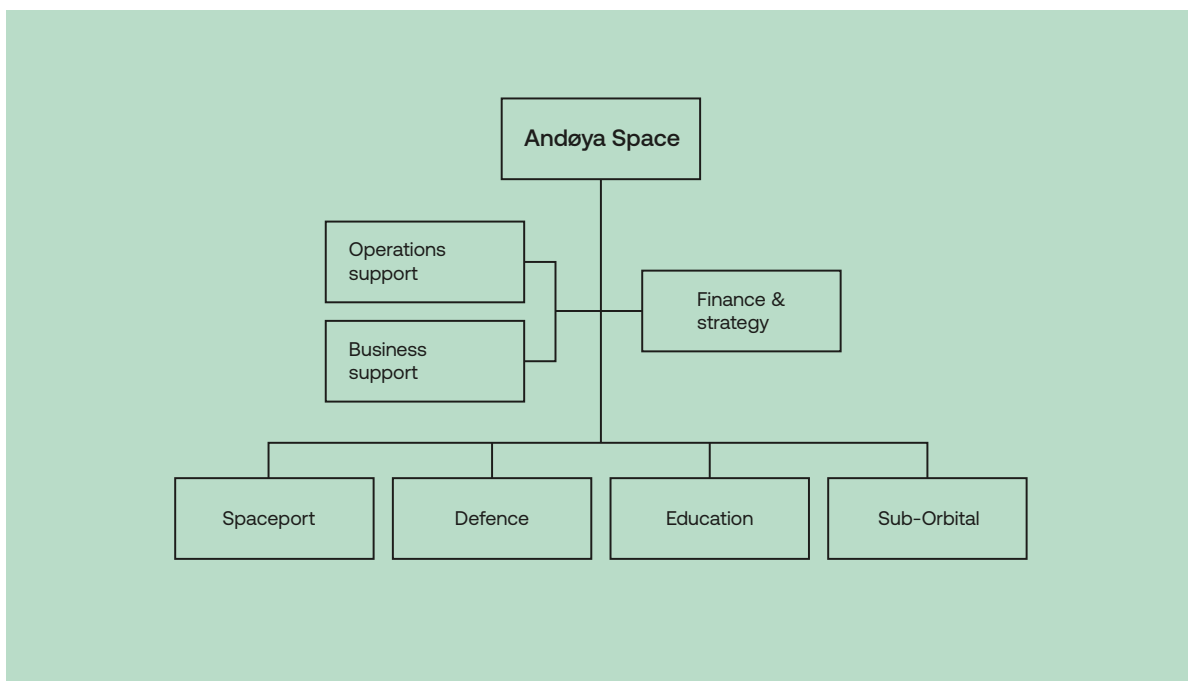 Andøya Space
Operations
support
Finance &
strategy
Business
support
Spaceport
Defence
Education
Sub-Orbital